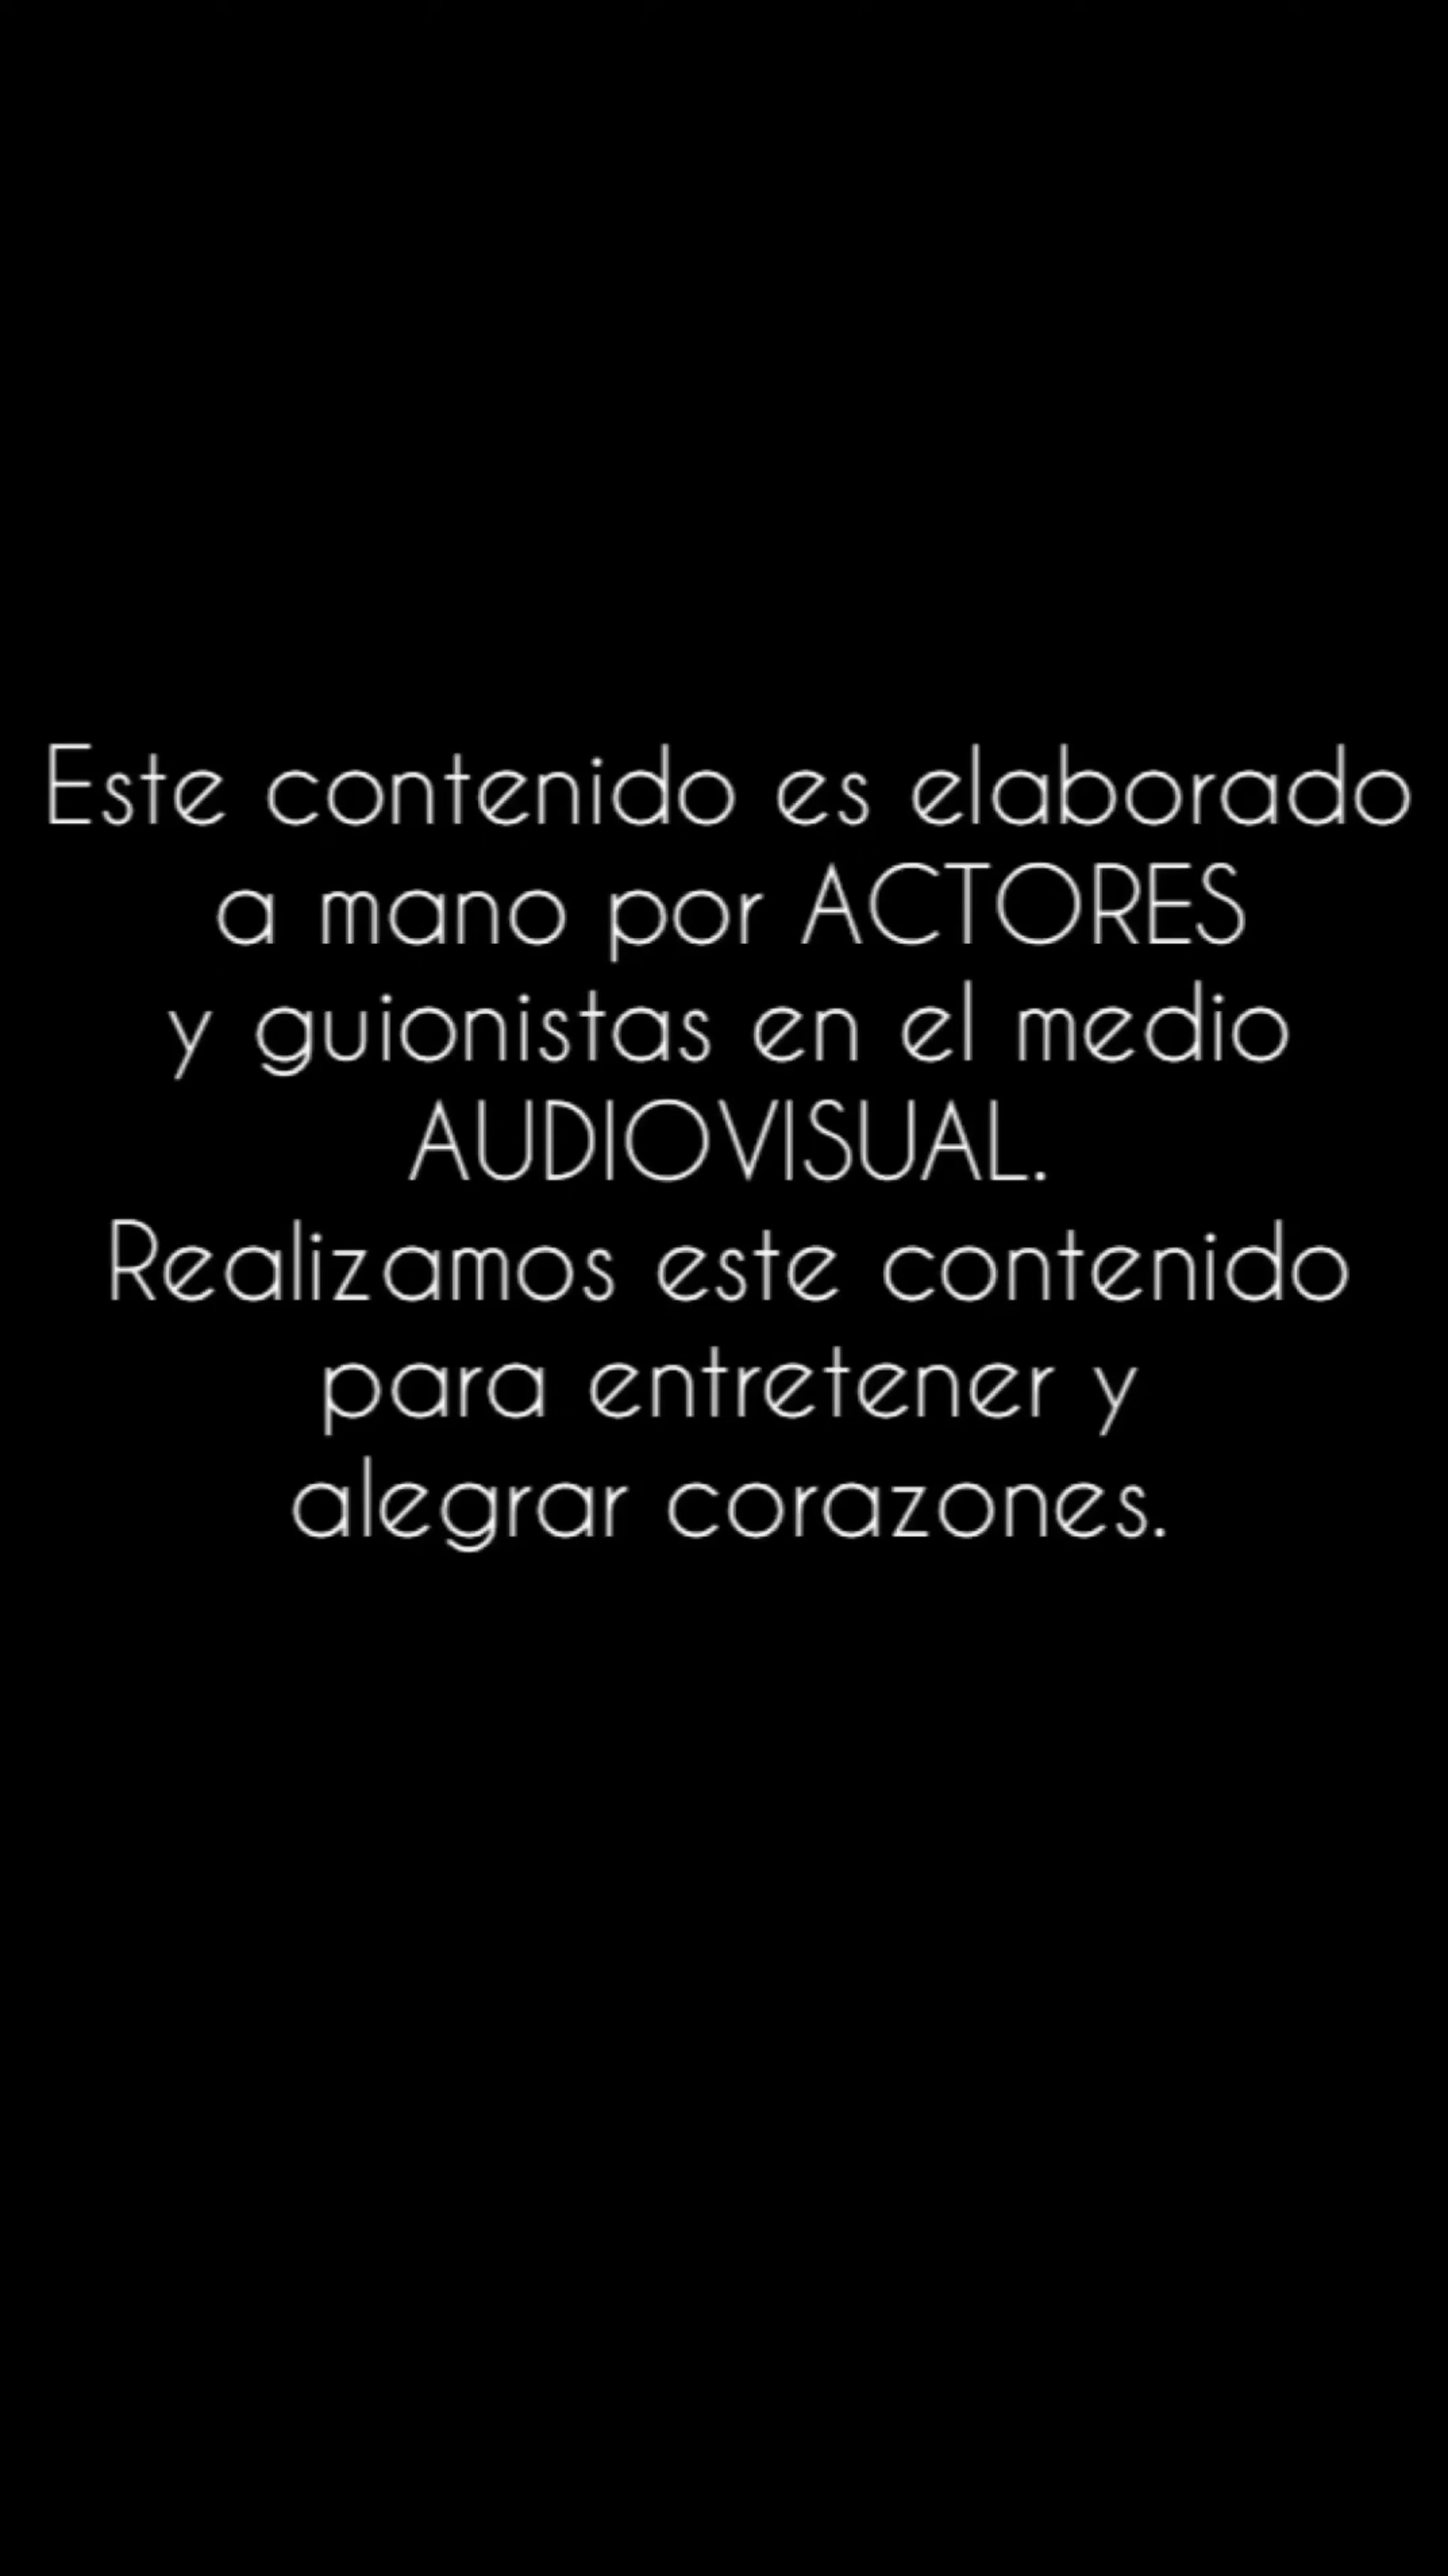 Este contenido es elaborado
a mano por ACTORES
y guionistas en el medio
AUDIOVISUAL.
Realizamos este contenido
para entretener y
alegrar corazones.